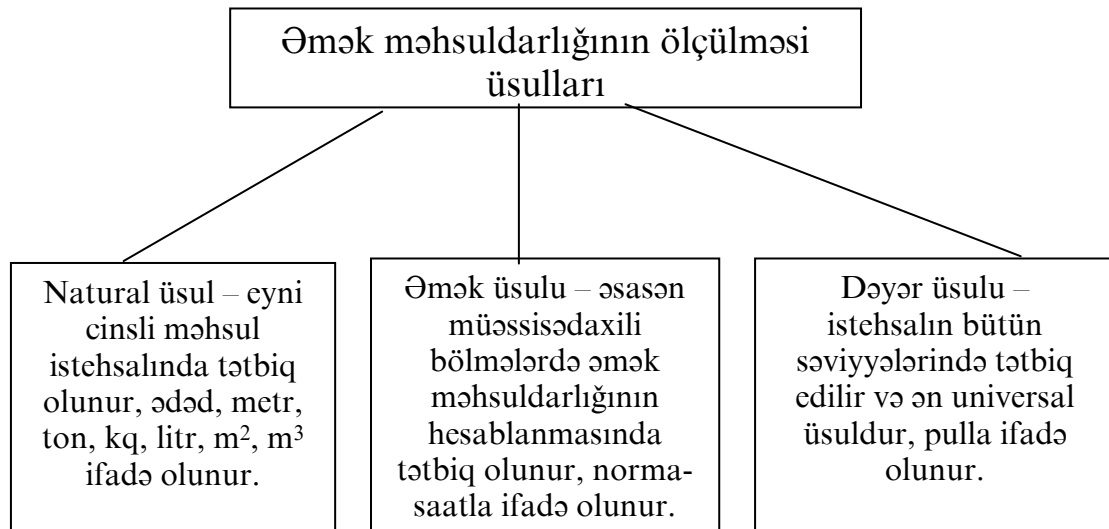 Əmək məhsuldarlığının ölçülməsi
üsulları
Natural üsul – eyni
cinsli məhsul
istehsalında tətbiq
olunur, ədəd, metr,
ton, kq, litr, m², m³
ifadə olunur.
Əmək üsulu – əsasən
müəssisədaxili
bölmələrdə əmək
məhsuldarlığının
hesablanmasında
tətbiq olunur, norma-
saatla ifadə olunur.
Dəyər üsulu –
istehsalın bütün
səviyyələrində tətbiq
edilir və ən universal
üsuldur, pulla ifadə
olunur.